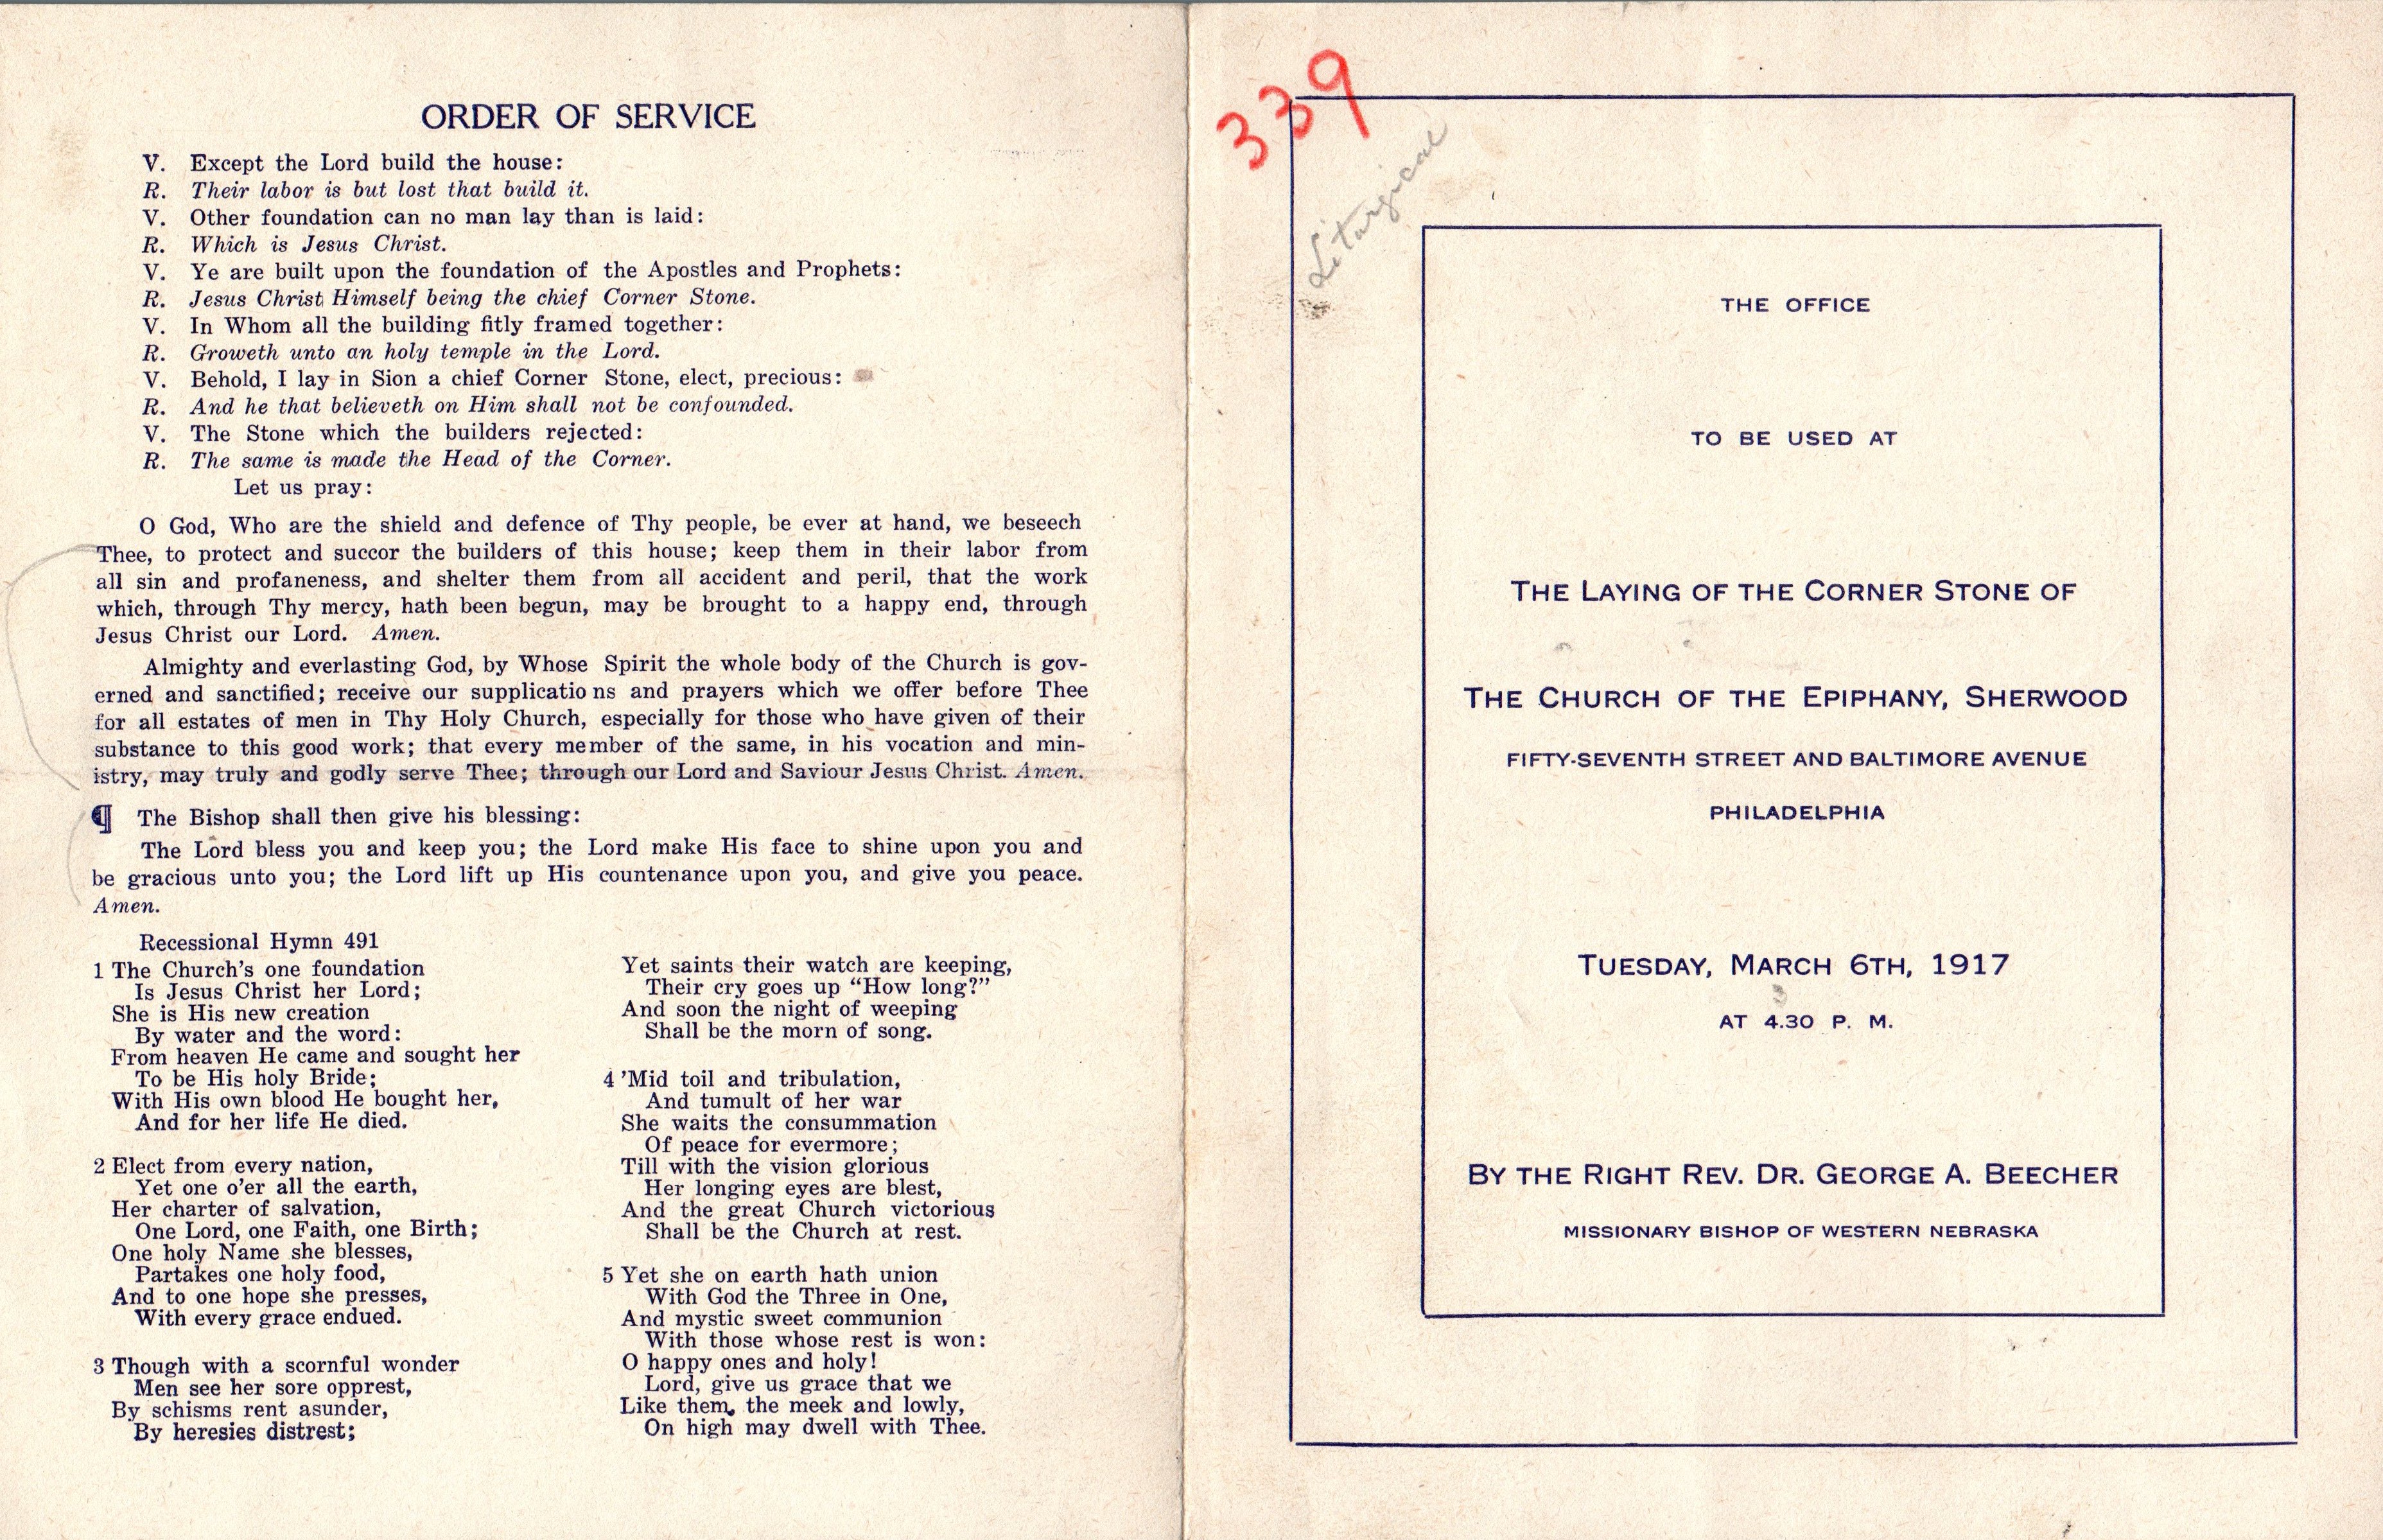 ORDER OF SERVICE
V. Except the Lord build the house:
R. Their labor is but lost that build it.
V. Other foundation can no man lay than is laid:
R. Which is Jesus Christ.
V. Ye are built upon the foundation of the Apostles and Prophets:
R. Jesus Christ Himself being the chief Corner Stone.
V. In Whom all the building fitly framed together:
R. Groweth unto an holy temple in the Lord.
V. Behold, I lay in Sion a chief Corner Stone, elect, precious:
R. And he that believeth on Him shall not be confounded.
V. The Stone which the builders rejected:
R. The same is made the Head of the Corner.
Let us pray:
O God, Who are the shield and defence of Thy people, be ever at hand, we beseech
Thee, to protect and succor the builders of this house; keep them in their labor from
all sin and profaneness, and shelter them from all accident and peril, that the work
which, through Thy mercy, hath been begun, may be brought to a happy end, through
Jesus Christ our Lord. Amen.
Almighty and everlasting God, by Whose Spirit the whole body of the Church is gov-
erned and sanctified; receive our supplicatio ns and prayers which we offer before Thee
for all estates of men in Thy Holy Church, especially for those who have given of their
substance to this good work; that every member of the same, in his vocation and min-
istry, may truly and godly serve Thee; through our Lord and Saviour Jesus Christ. Amen.
¶ The Bishop shall then give his blessing:
The Lord bless you and keep you; the Lord make His face to shine upon you and
be gracious unto you; the Lord lift up His countenance upon you, and give you peace.
Amen.
Recessional Hymn 491
1 The Church's one foundation
Is Jesus Christ her Lord;
She is His new creation
By water and the word:
From heaven He came and sought her
To be His holy Bride;
With His own blood He bought her,
And for her life He died.
2 Elect from every nation,
Yet one o'er all the earth,
Her charter of salvation,
One Lord, one Faith, one Birth;
One holy Name she blesses,
Partakes one holy food,
And to one hope she presses,
With every grace endued.
3 Though with a scornful wonder
Men see her sore opprest,
By schisms rent asunder,
By heresies distrest;
Yet saints their watch are keeping,
Their cry goes up "How long?"
And soon the night of weeping
Shall be the morn of song.
4 'Mid toil and tribulation,
And tumult of her war
She waits the consummation
Of peace for evermore;
Till with the vision glorious
Her longing eyes are blest,
And the great Church victorious
Shall be the Church at rest.
5 Yet she on earth hath union
With God the Three in One,
And mystic sweet communion
With those whose rest is won:
O happy ones and holy!
Lord, give us grace that we
Like them, the meek and lowly,
On high may dwell with Thee.
339
Liturgical
THE OFFICE
TO BE USED AT
THE LAYING OF THE CORNER STONE OF
THE CHURCH OF THE EPIPHANY, SHERWOOD
FIFTY-SEVENTH STREET AND BALTIMORE AVENUE
PHILADELPHIA
TUESDAY, MARCH 6TH, 1917
AT 4.30 P. M.
BY THE RIGHT REV. DR. GEORGE A. BEECHER
MISSIONARY BISHOP OF WESTERN NEBRASKA